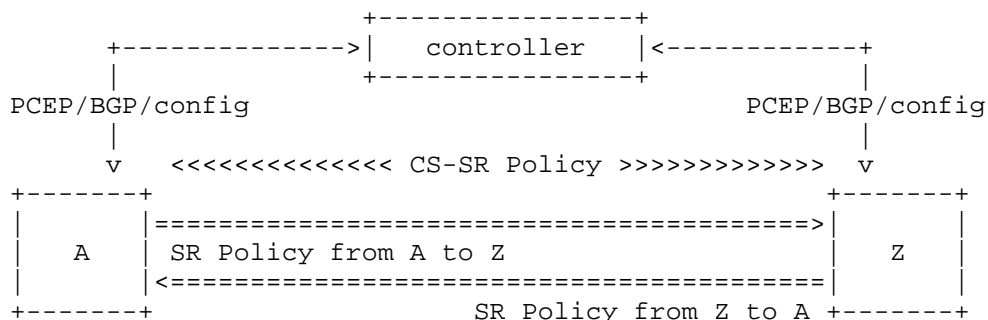 controller
PCEP/BGP/config PCEP/BGP/config
v <<<<<<<<<<<<<< CS-SR Policy >>>>>>>>>>>>> v
A SR Policy from A to Z Z
SR Policy from Z to A